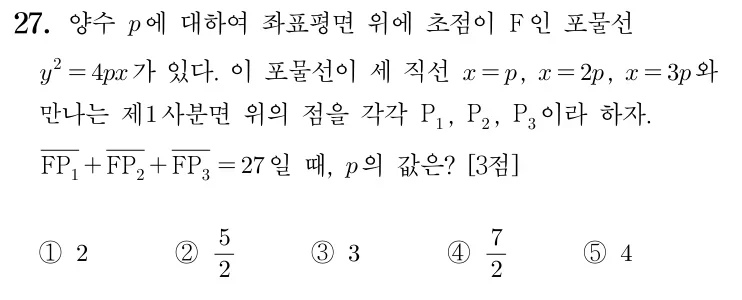 27. 양수 p에 대하여 좌표평면 위에 초점이 F인 포물선
y² = 4px가 있다. 이 포물선이 세 직선 x = p, x = 2p, x = 3p와
만나는 제1사분면 위의 점을 각각 P₁, P₂, P₃이라 하자.
F̅P̅₁ + F̅P̅₂ + F̅P̅₃ = 27일 때, p의 값은? [3점]
① 2 ② 5/2 ③ 3 ④ 7/2 ⑤ 4